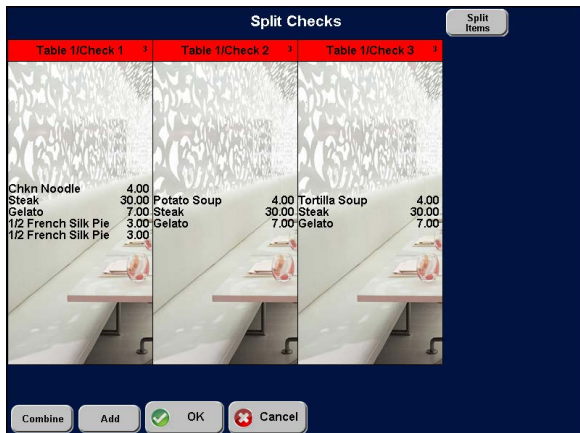 Split Checks
Split
Items
Table 1/Check 1 3
Table 1/Check 2 3
Table 1/Check 3 3
Chkn Noodle 4.00
Steak 30.00
Gelato 7.00
1/2 French Silk Pie 3.00
1/2 French Silk Pie 3.00
Potato Soup 4.00
Steak 30.00
Gelato 7.00
Tortilla Soup 4.00
Steak 30.00
Gelato 7.00
Combine
Add
OK
Cancel